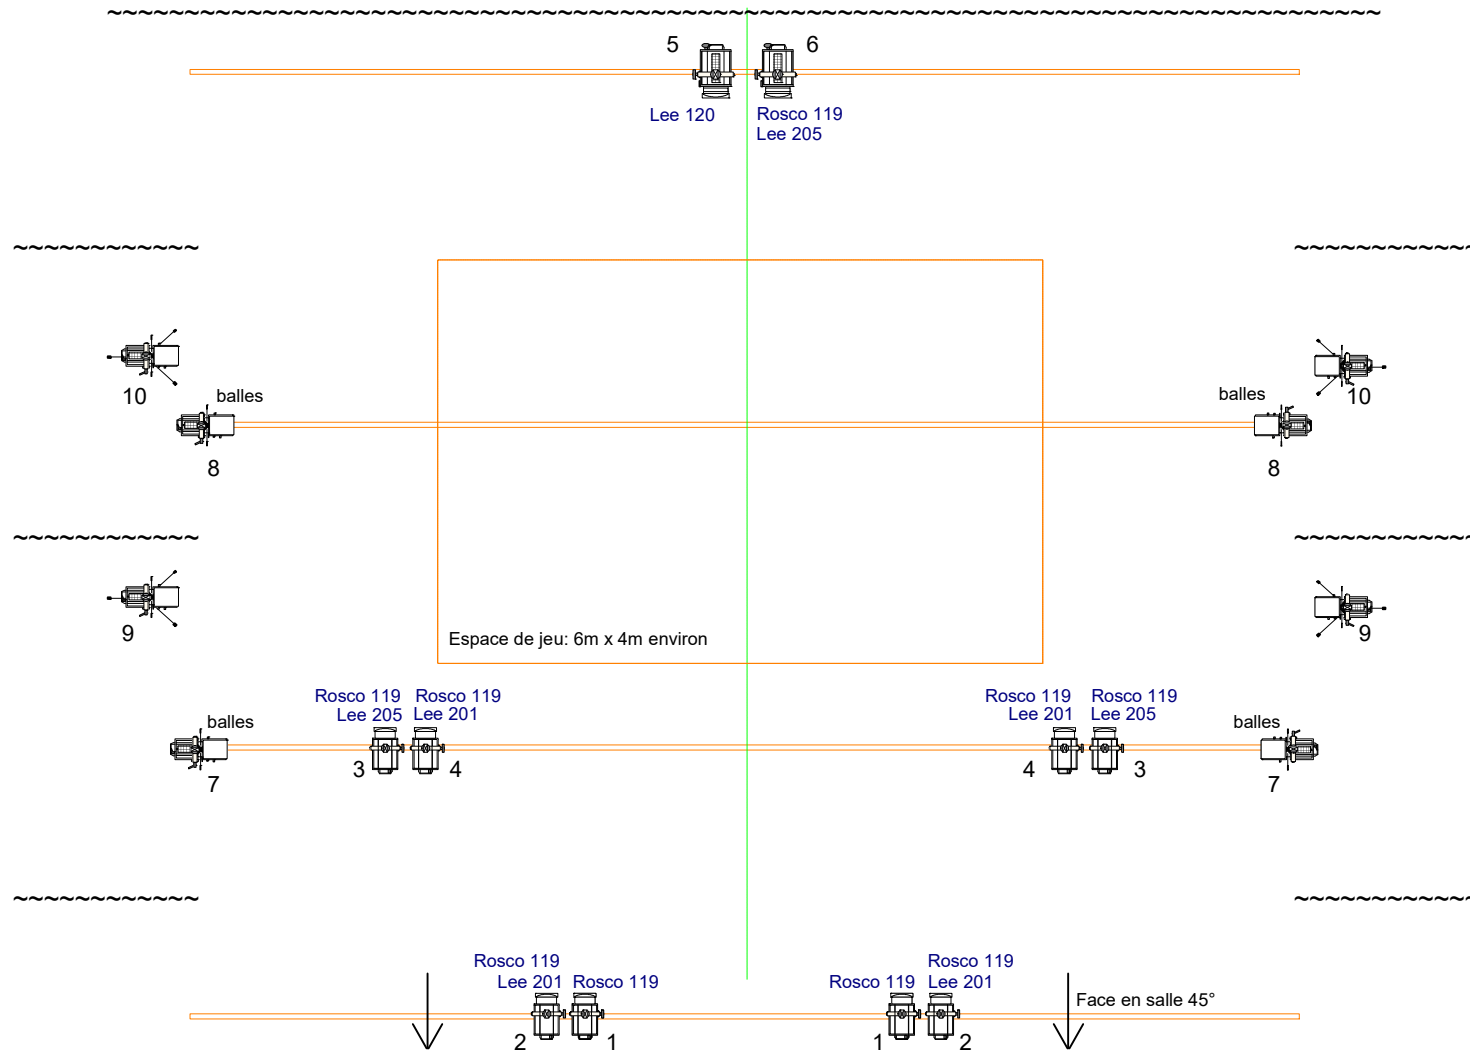 5
6
Lee 120
Rosco 119
Lee 205
10
balles
balles
10
8
8
9
Espace de jeu: 6m x 4m environ
9
Rosco 119
Lee 205
Rosco 119
Lee 201
Rosco 119
Lee 201
Rosco 119
Lee 205
balles
balles
7
3
4
4
3
7
Rosco 119
Lee 201
Rosco 119
Rosco 119
Rosco 119
Lee 201
Face en salle 45°
2
1
1
2